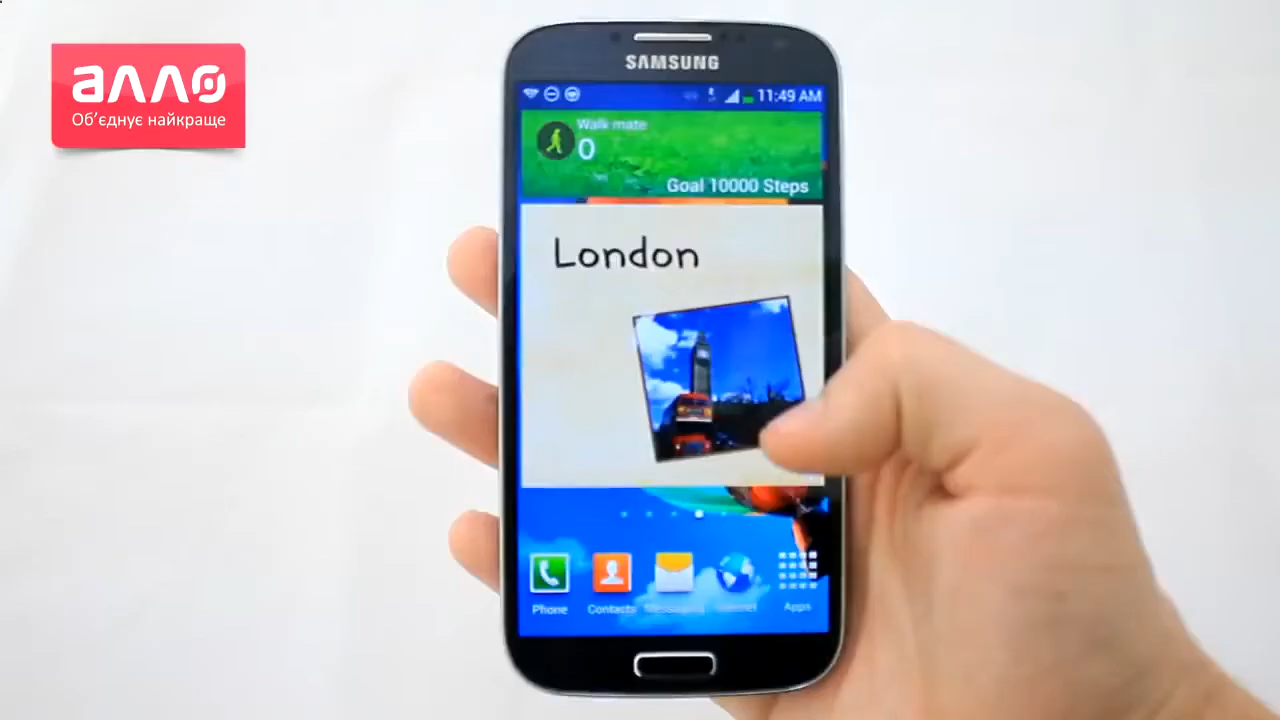 алло
Об'єднує найкраще
SAMSUNG
11:49 AM
Walk mate
0
Goal 10000 Steps
London
Phone
Contacts
Messaging
Internet
Apps